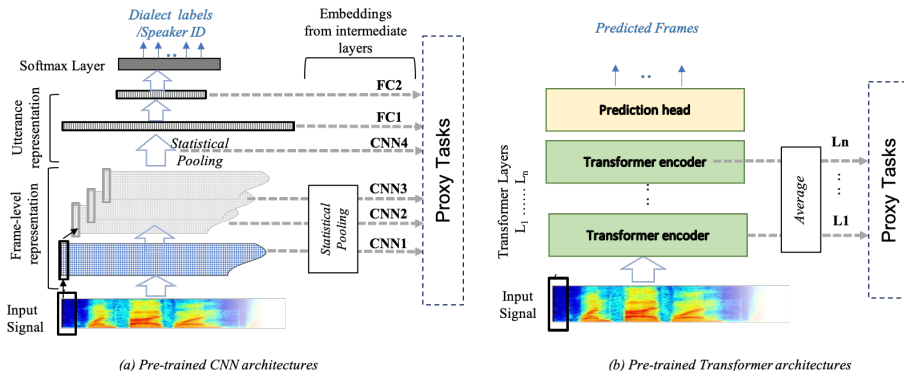 Dialect labels
/Speaker ID
Softmax Layer
Embeddings
from intermediate
layers
FC2
FC1
Utterance
representation
Statistical
Pooling
CNN4
Frame-level
representation
Statistical
Pooling
CNN3
CNN2
CNN1
Proxy Tasks
Input
Signal
(a) Pre-trained CNN architectures
Predicted Frames
Prediction head
Transformer encoder
Transformer encoder
Transformer Layers
L1 ...... Ln
Average
Ln
L1
Proxy Tasks
Input
Signal
(b) Pre-trained Transformer architectures